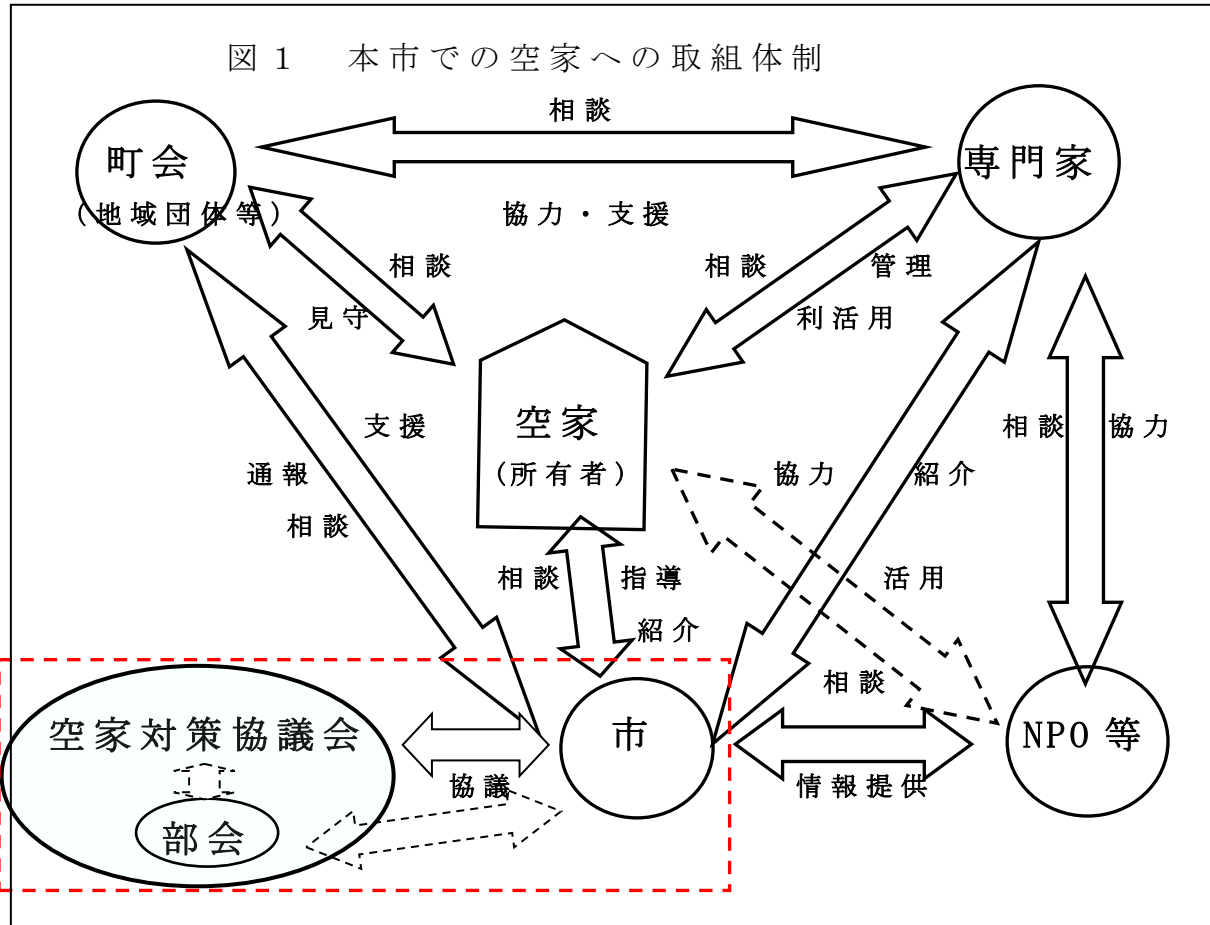 図1 本市での空家への取組体制
相談
町会
(地域団体等)
専門家
協力・支援
相談
見守
相談
管理
利活用
空家
(所有者)
支援
通報
相談
協力
紹介
相談
協力
相談
指導
紹介
活用
相談
空家対策協議会
部会
協議
市
情報提供
NPO等